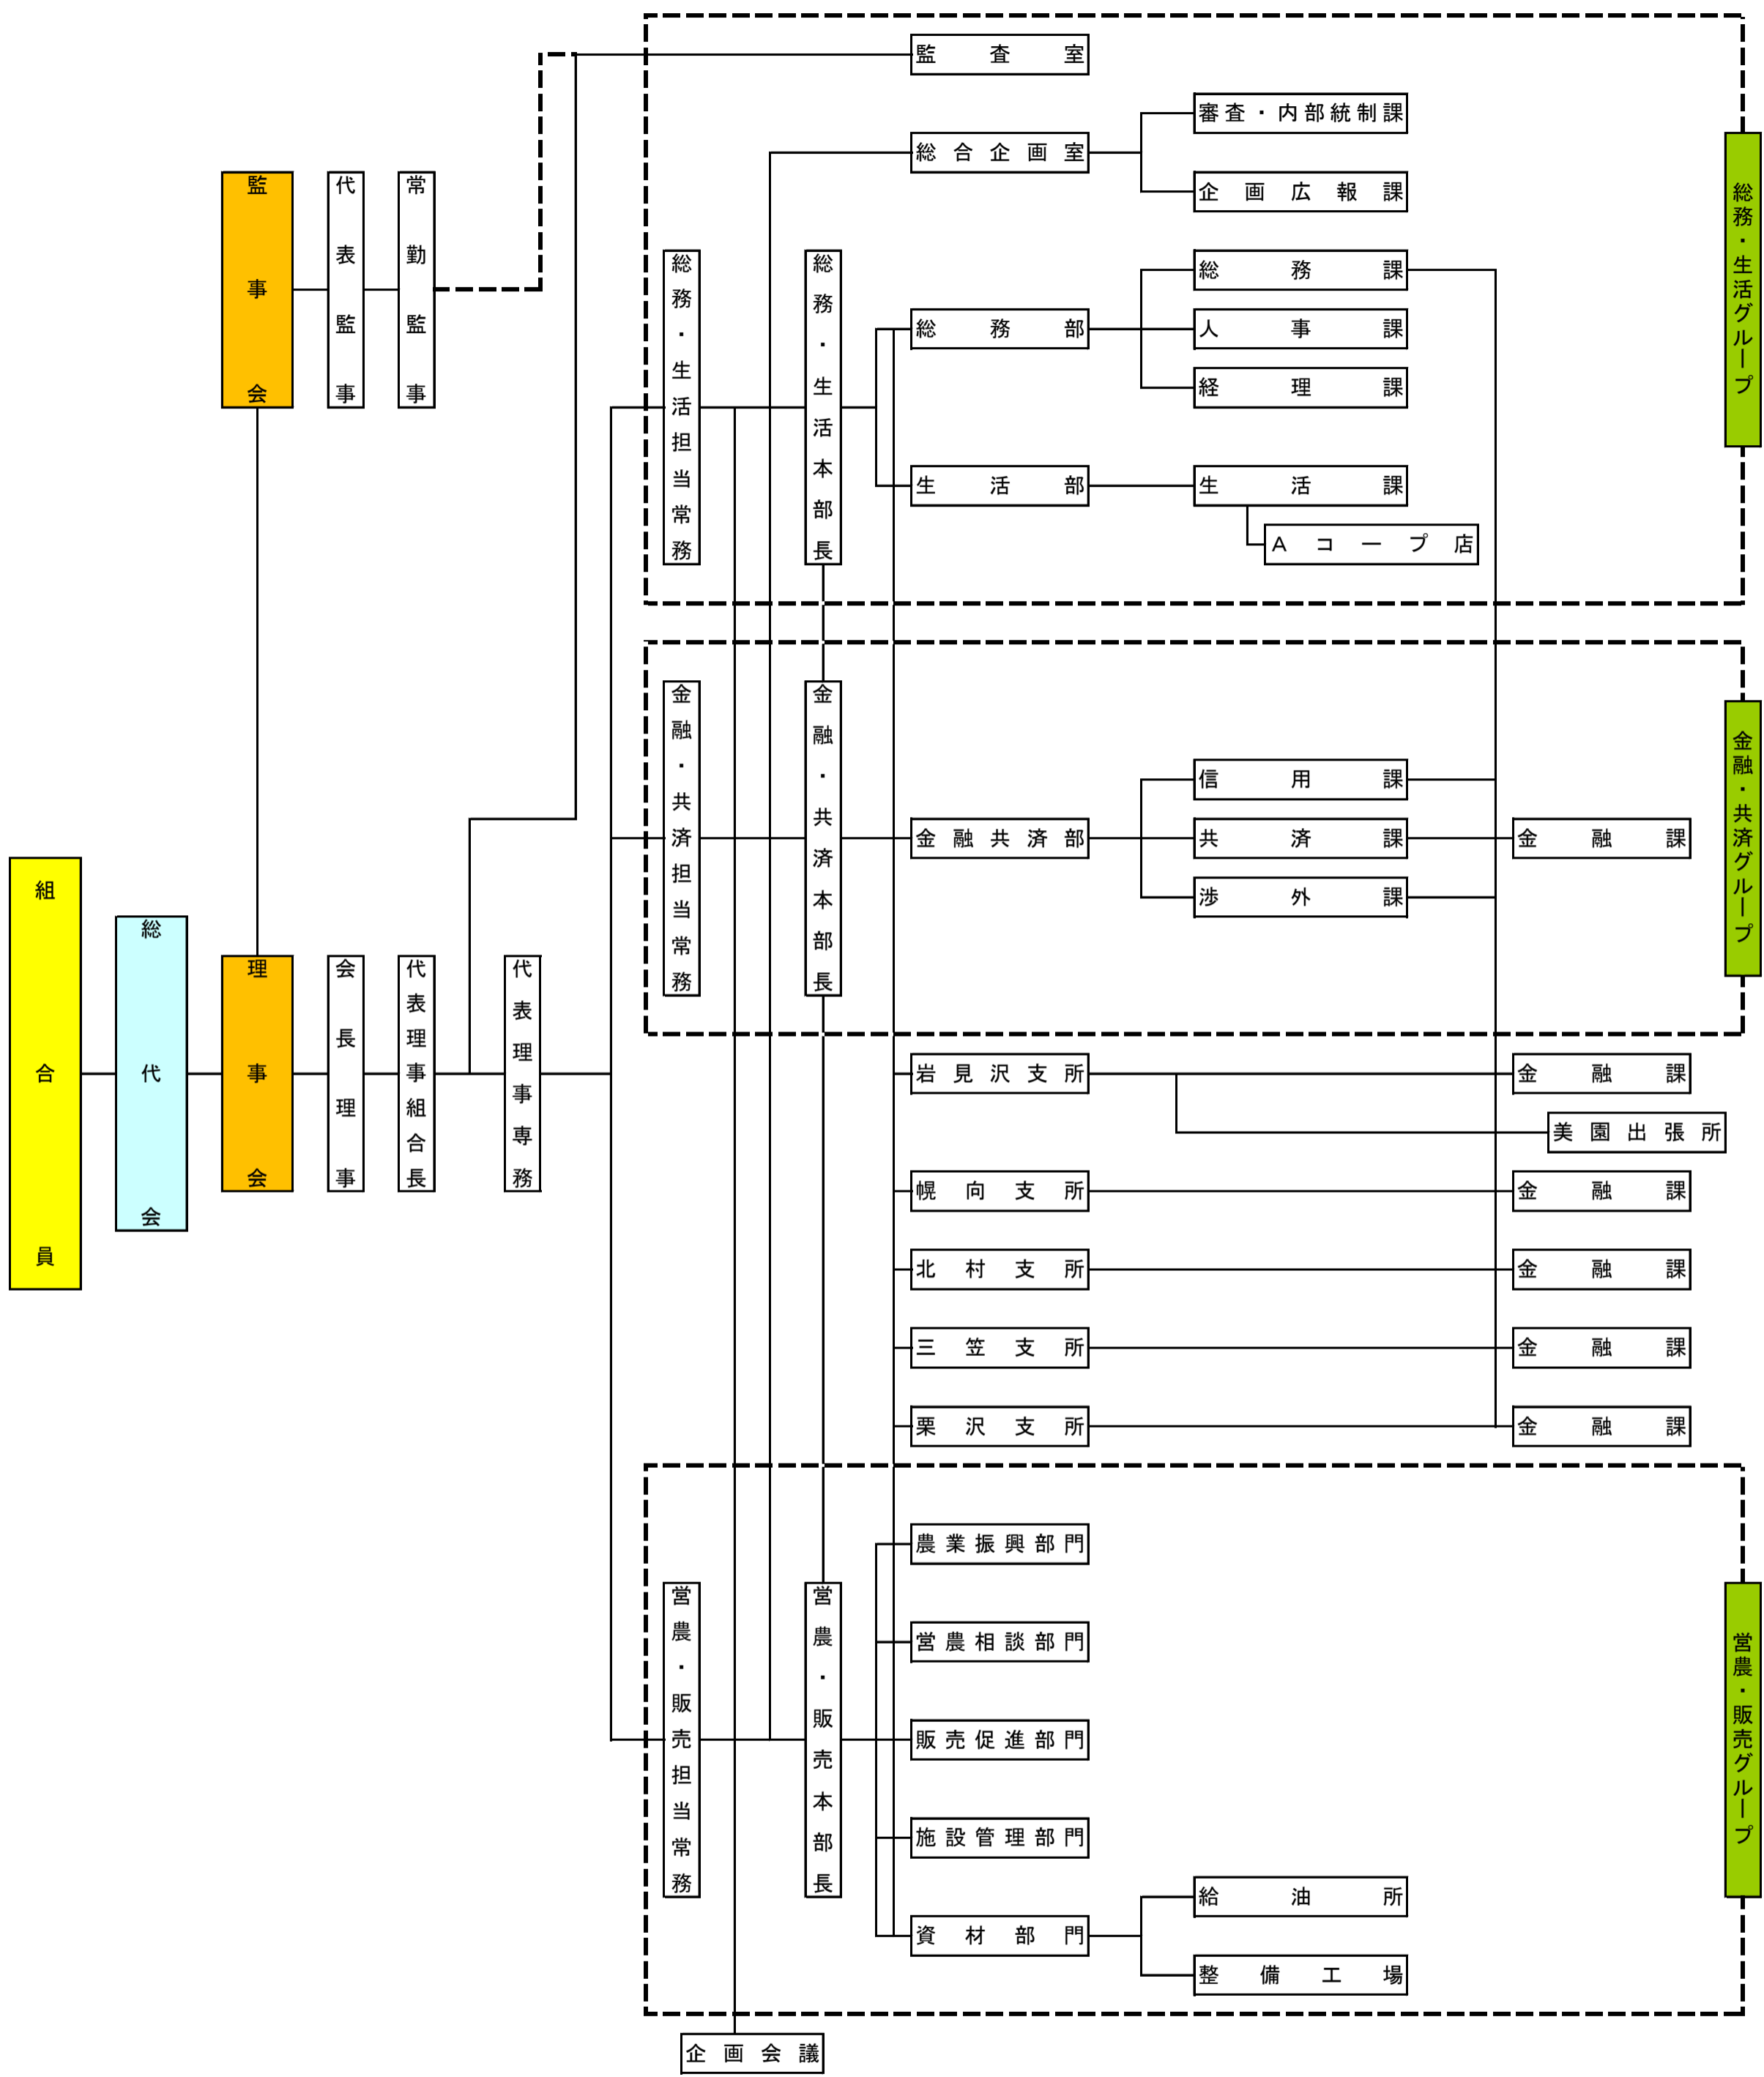 監査室
審査・内部統制課
総合企画室
企画広報課
監事会
代表監事
常勤監事
総務・生活グループ
総務・生活担当常務
総務・生活本部長
総務課
総務部
人事課
経理課
生活部
生活課
Aコープ店
金融・共済担当常務
金融・共済本部長
金融・共済グループ
信用課
金融共済部
共済課
金融課
渉外課
組合員
総代会
理事会
会長理事
代表理事組合長
代表理事専務
岩見沢支所
金融課
美園出張所
幌向支所
金融課
北村支所
金融課
三笠支所
金融課
栗沢支所
金融課
農業振興部門
営農・販売担当常務
営農・販売本部長
営農・販売グループ
営農相談部門
販売促進部門
施設管理部門
給油所
資材部門
整備工場
企画会議